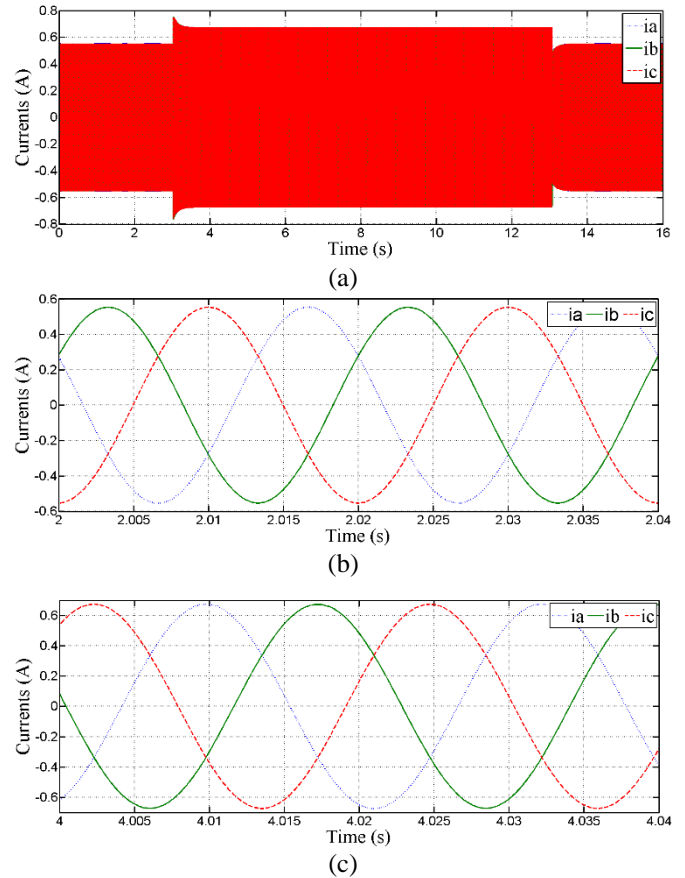 0.8
0.6
0.4
0.2
0
-0.2
-0.4
-0.6
-0.8
Currents (A)
ia
ib
ic
0 2 4 6 8 10 12 14 16
Time (s)
(a)
0.6
0.4
0.2
0
-0.2
-0.4
-0.6
Currents (A)
ia ib ic
2 2.005 2.01 2.015 2.02 2.025 2.03 2.035 2.04
Time (s)
(b)
0.6
0.4
0.2
0
-0.2
-0.4
-0.6
Currents (A)
ia ib ic
4 4.005 4.01 4.015 4.02 4.025 4.03 4.035 4.04
Time (s)
(c)